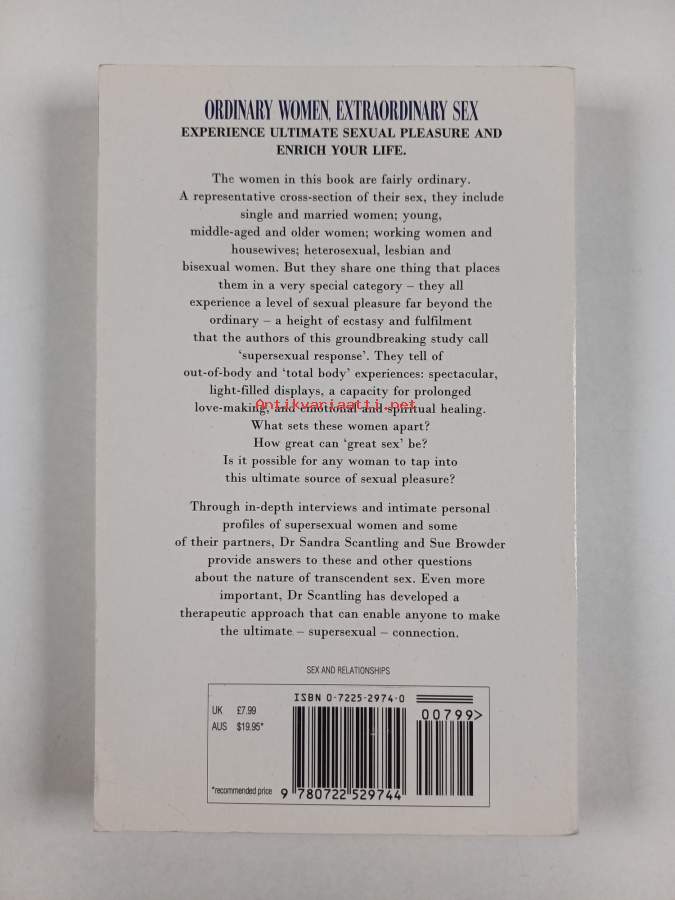 ORDINARY WOMEN, EXTRAORDINARY SEX
EXPERIENCE ULTIMATE SEXUAL PLEASURE AND
ENRICH YOUR LIFE.
The women in this book are fairly ordinary.
A representative cross-section of their sex, they include
single and married women; young,
middle-aged and older women; working women and
housewives; heterosexual, lesbian and
bisexual women. But they share one thing that places
them in a very special category – they all
experience a level of sexual pleasure far beyond the
ordinary – a height of ecstasy and fulfilment
that the authors of this groundbreaking study call
‘supersexual response’. They tell of
out-of-body and ‘total body’ experiences: spectacular,
light-filled displays, a capacity for prolonged
love-making, and emotional and spiritual healing.
Antikvariaatti.net
What sets these women apart?
How great can ‘great sex’ be?
Is it possible for any woman to tap into
this ultimate source of sexual pleasure?
Through in-depth interviews and intimate personal
profiles of supersexual women and some
of their partners, Dr Sandra Scantling and Sue Browder
provide answers to these and other questions
about the nature of transcendent sex. Even more
important, Dr Scantling has developed a
therapeutic approach that can enable anyone to make
the ultimate – supersexual – connection.
SEX AND RELATIONSHIPS
ISBN 0-7225-2974-0
UK £7.99
AUS $19.95*
00799>
*recommended price
9 780722 529744